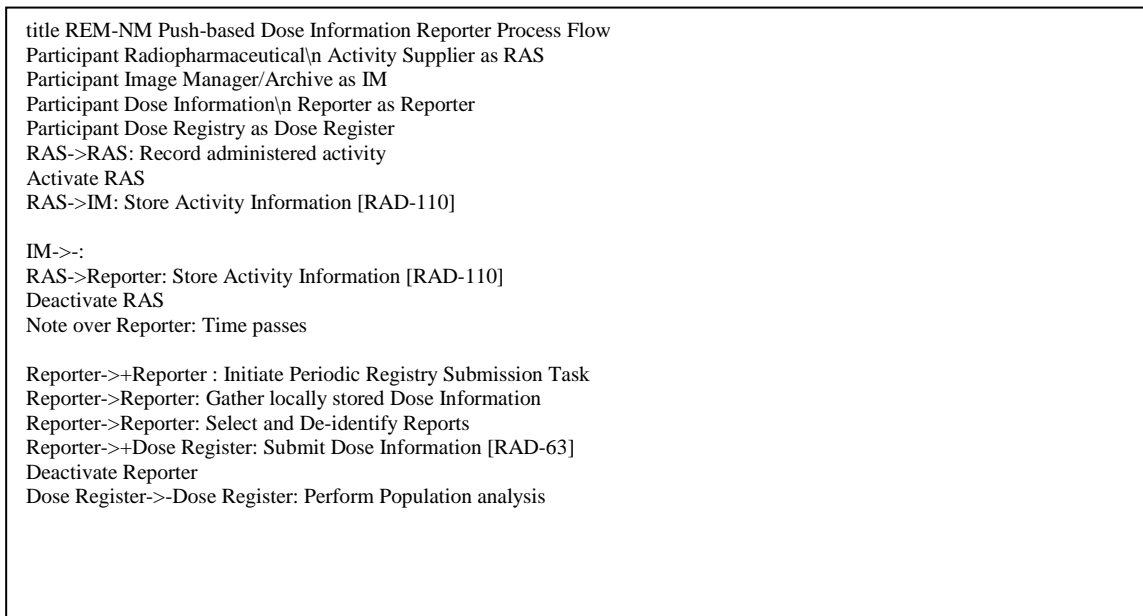 title REM-NM Push-based Dose Information Reporter Process Flow
Participant Radiopharmaceutical\n Activity Supplier as RAS
Participant Image Manager/Archive as IM
Participant Dose Information\n Reporter as Reporter
Participant Dose Registry as Dose Register
RAS->RAS: Record administered activity
Activate RAS
RAS->IM: Store Activity Information [RAD-110]
IM->-:
RAS->Reporter: Store Activity Information [RAD-110]
Deactivate RAS
Note over Reporter: Time passes
Reporter->+Reporter : Initiate Periodic Registry Submission Task
Reporter->Reporter: Gather locally stored Dose Information
Reporter->Reporter: Select and De-identify Reports
Reporter->+Dose Register: Submit Dose Information [RAD-63]
Deactivate Reporter
Dose Register->-Dose Register: Perform Population analysis